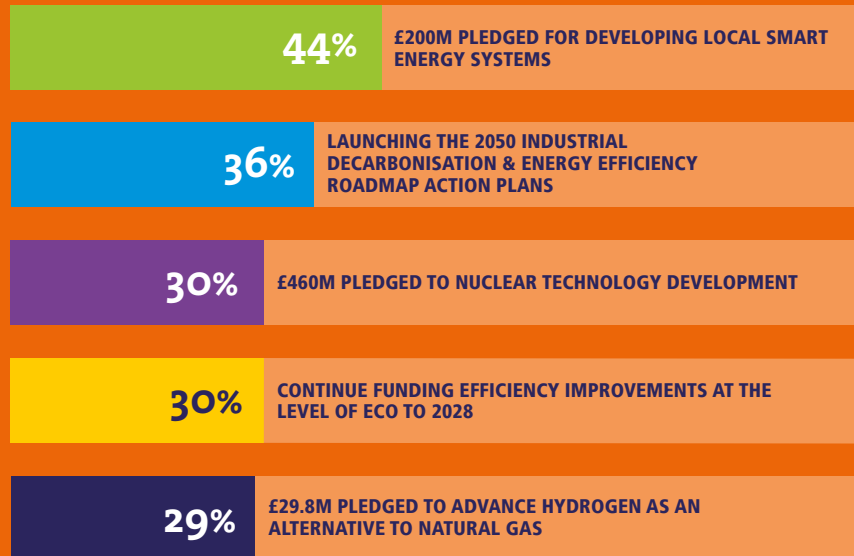 44%
£200M PLEDGED FOR DEVELOPING LOCAL SMART
ENERGY SYSTEMS
36%
LAUNCHING THE 2050 INDUSTRIAL
DECARBONISATION & ENERGY EFFICIENCY
ROADMAP ACTION PLANS
30%
£460M PLEDGED TO NUCLEAR TECHNOLOGY DEVELOPMENT
30%
CONTINUE FUNDING EFFICIENCY IMPROVEMENTS AT THE
LEVEL OF ECO TO 2028
29%
£29.8M PLEDGED TO ADVANCE HYDROGEN AS AN
ALTERNATIVE TO NATURAL GAS